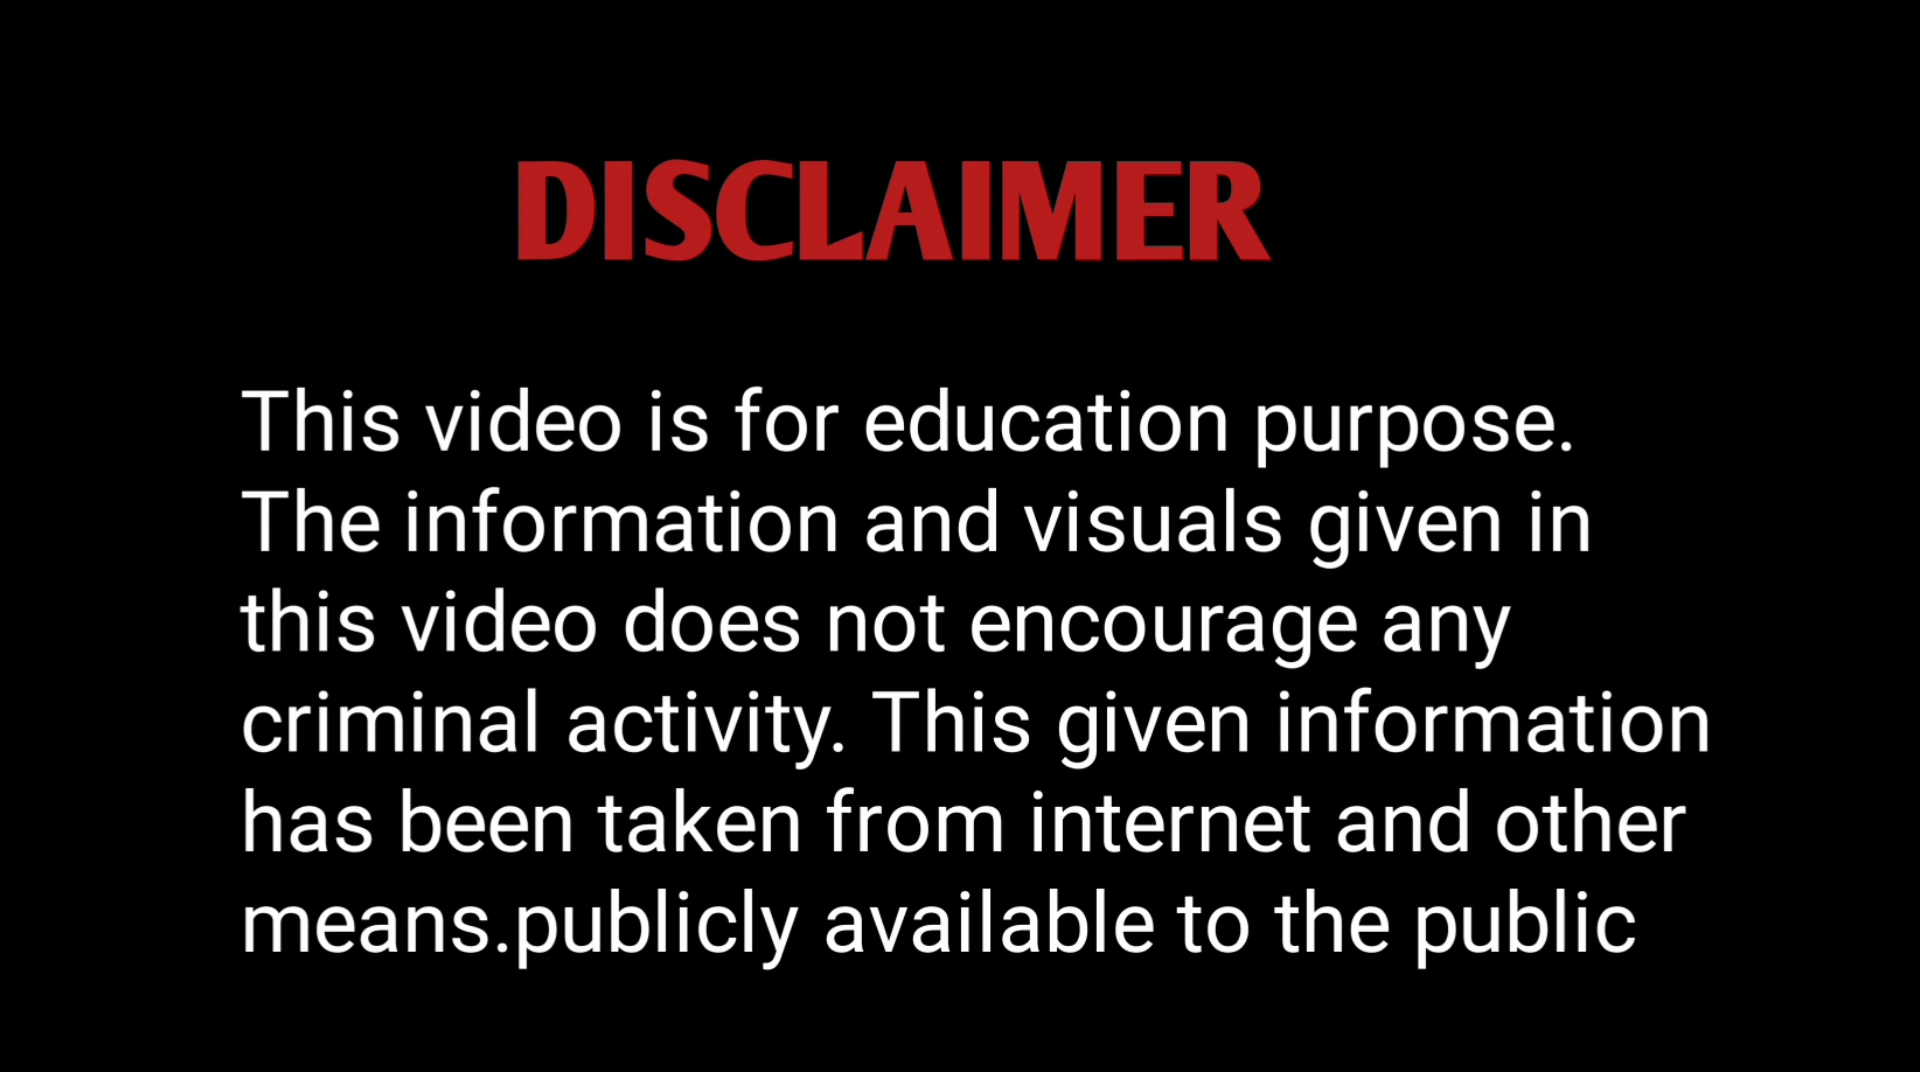 DISCLAIMER
This video is for education purpose.
The information and visuals given in
this video does not encourage any
criminal activity. This given information
has been taken from internet and other
means.publicly available to the public